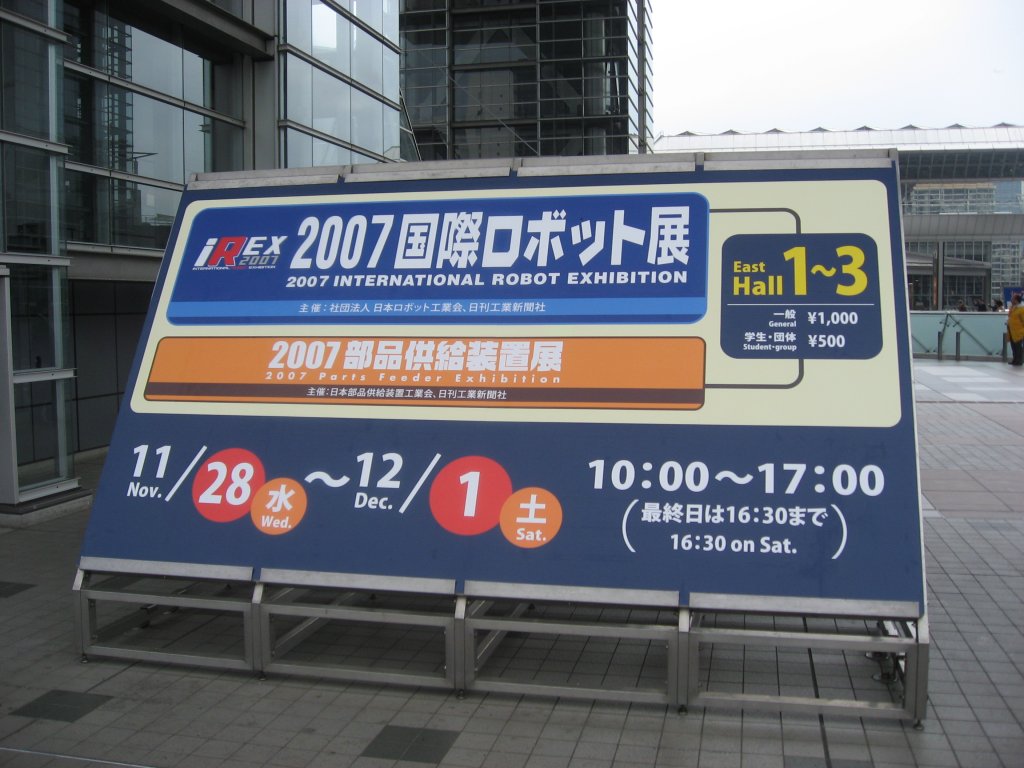 iREX
2007
INTERNATIONAL ROBOT EXHIBITION
2007国際ロボット展
2007 INTERNATIONAL ROBOT EXHIBITION
主催：社団法人 日本ロボット工業会、日刊工業新聞社
2007部品供給装置展
2007 Parts Feeder Exhibition
主催：日本部品供給装置工業会、日刊工業新聞社
East
Hall 1~3
一般 ¥1,000
General
学生・団体 ¥500
Student・group
11/28水～12/1土
Nov. Wed. Dec. Sat.
10:00～17:00
(最終日は16:30まで
16:30 on Sat.)